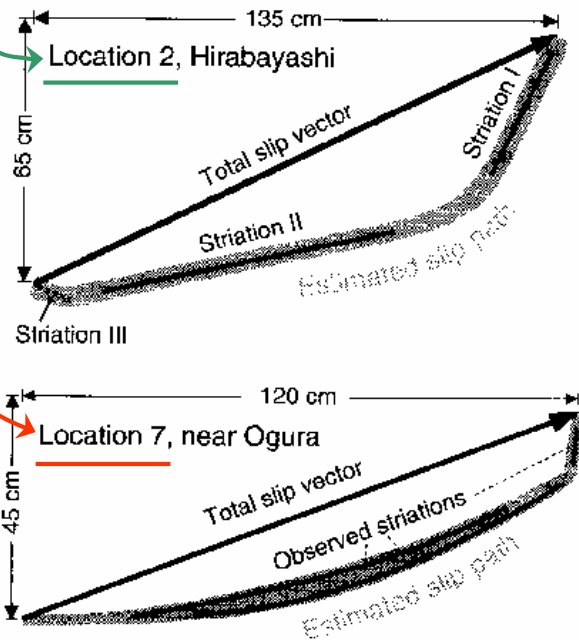 135 cm
Location 2, Hirabayashi
65 cm
Total slip vector
Striation I
Striation II
Estimated slip path
Striation III
120 cm
Location 7, near Ogura
45 cm
Total slip vector
Observed striations
Estimated slip path